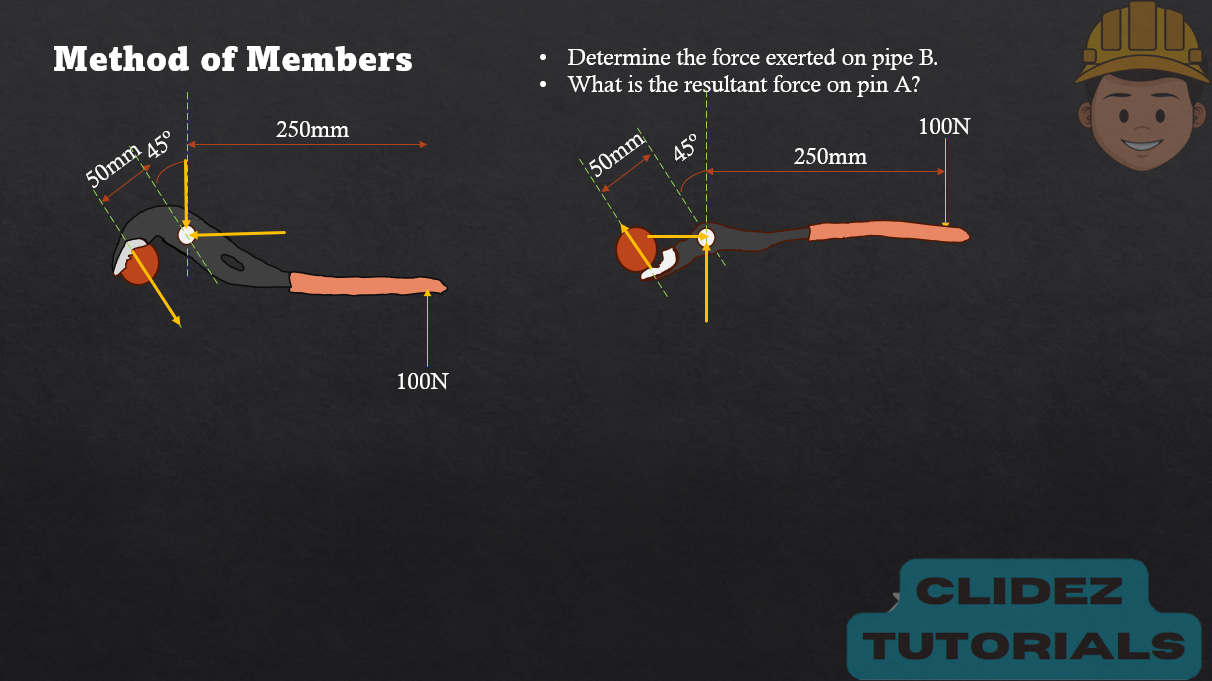 Method of Members
• Determine the force exerted on pipe B.
• What is the resultant force on pin A?
50mm
45°
250mm
100N
50mm
45°
250mm
100N
CLIDEZ
TUTORIALS